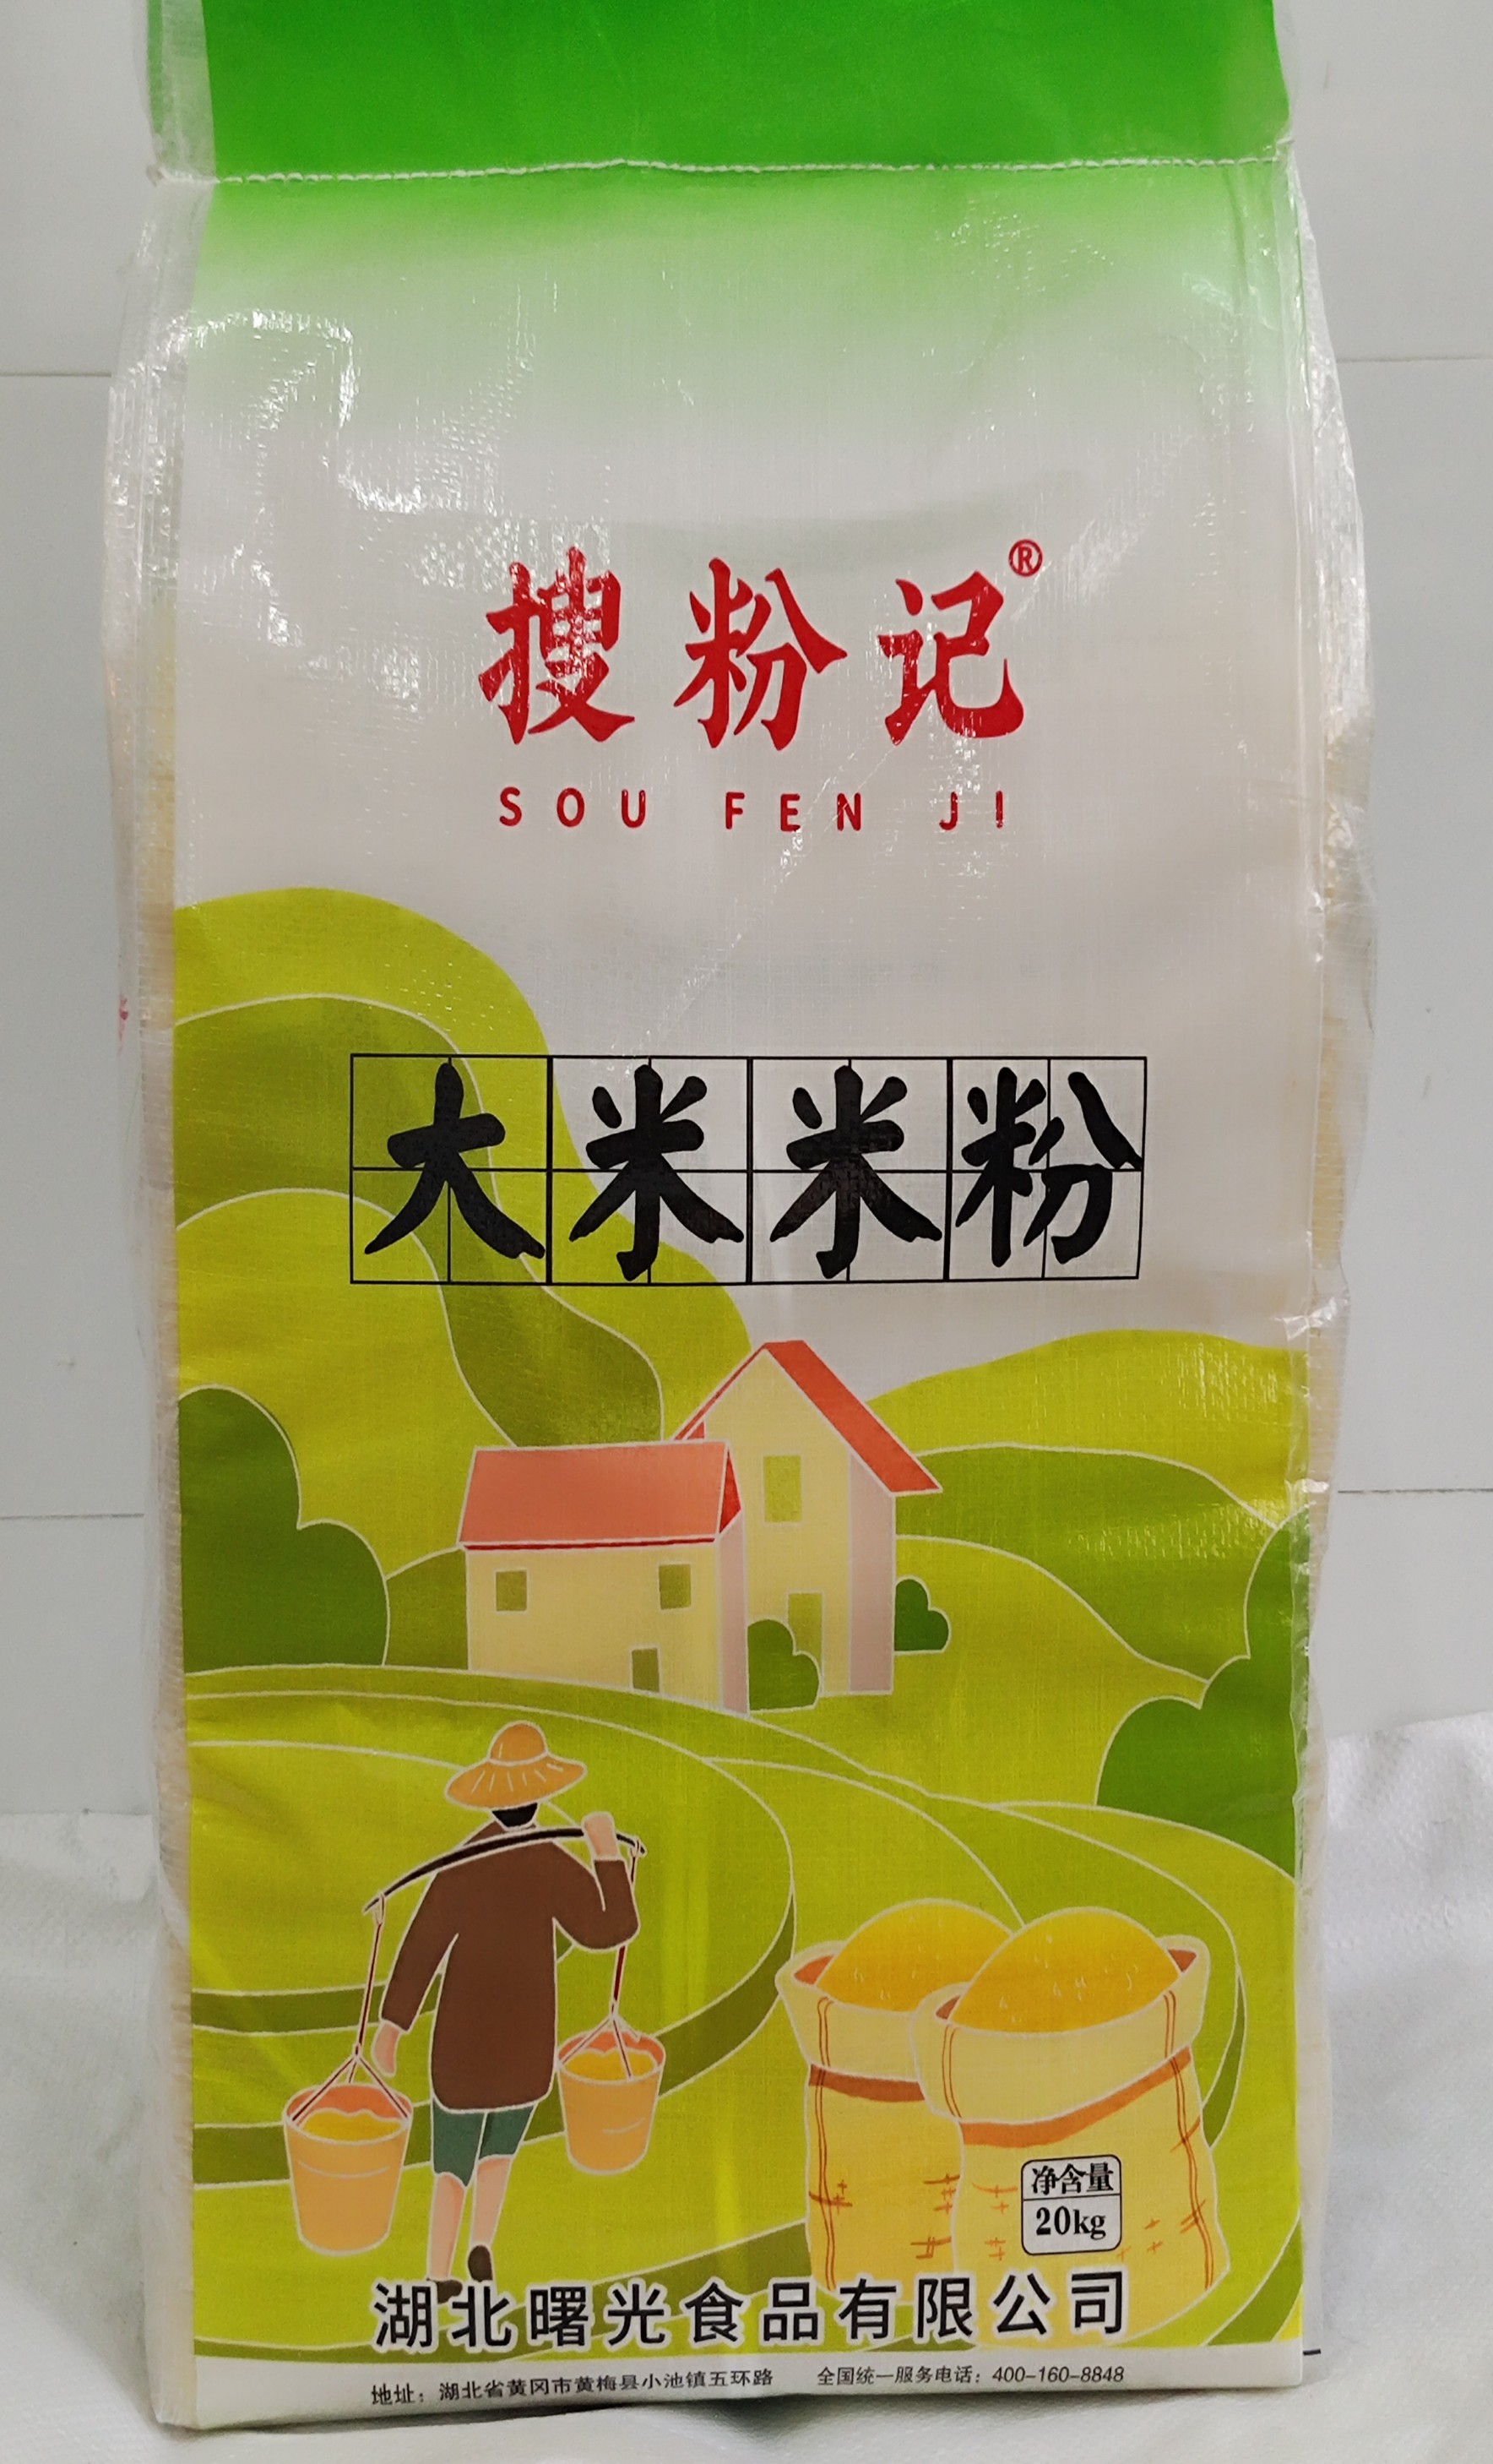 搜粉记®
SOU FEN JI
大米米粉
净含量
20kg
湖北曙光食品有限公司
地址：湖北省黄冈市黄梅县小池镇五环路 全国统一服务电话：400-160-8848